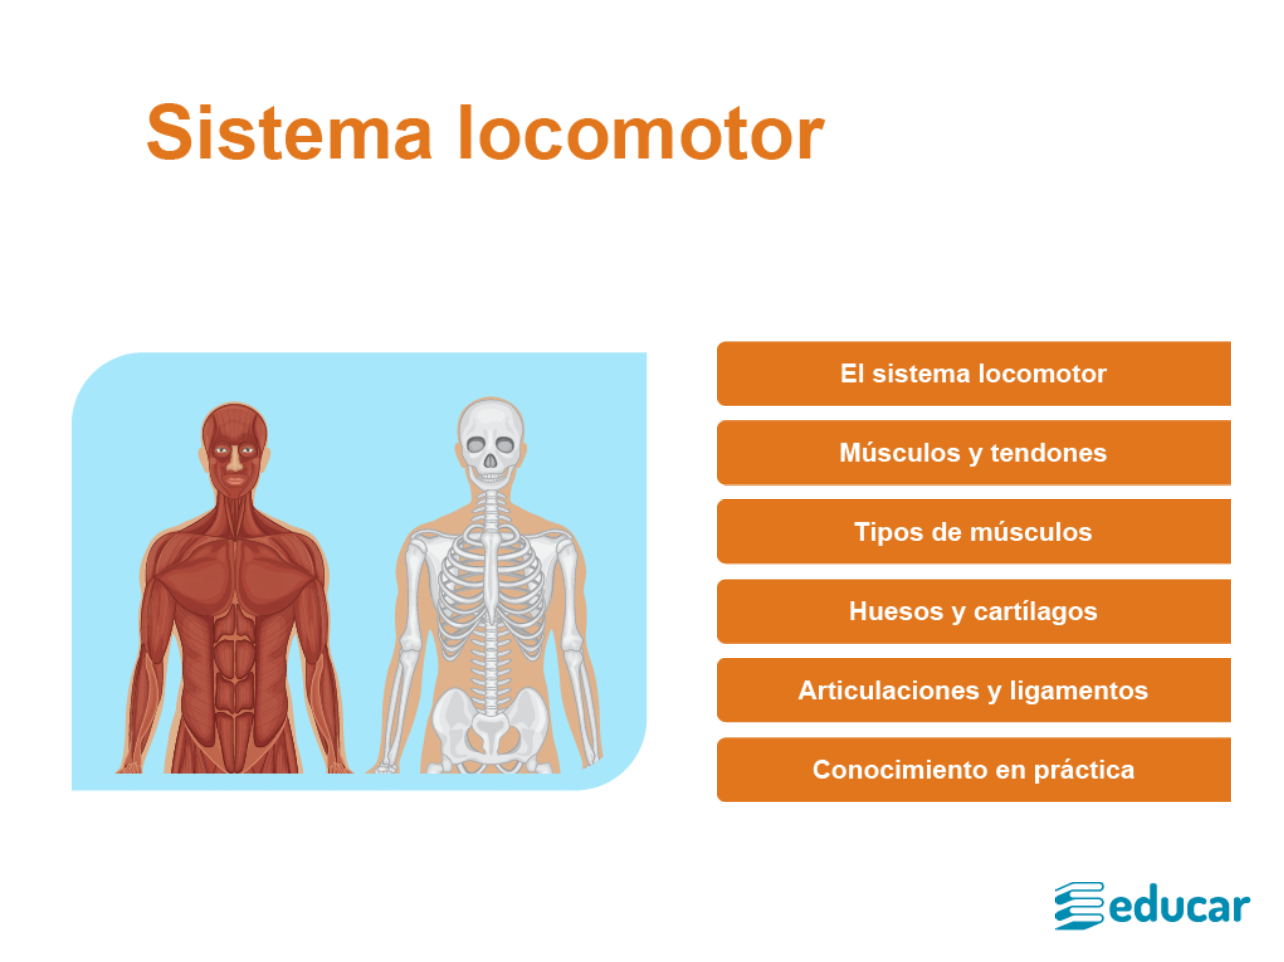 Sistema locomotor
El sistema locomotor
Músculos y tendones
Tipos de músculos
Huesos y cartílagos
Articulaciones y ligamentos
Conocimiento en práctica
educar